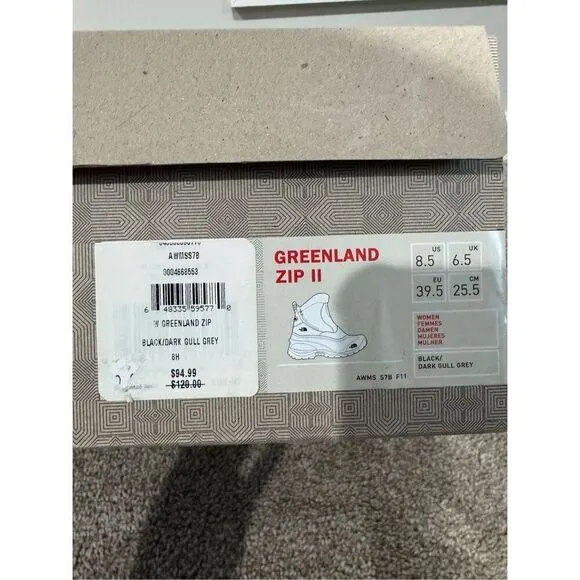 AWMSS7B
0004668553
6 48335 59577 0
W GREENLAND ZIP
BLACK/DARK GULL GREY
8H
$94.99
$120.00
GREENLAND
ZIP II
US
8.5
UK
6.5
EU
39.5
CM
25.5
WOMEN
FEMMES
DAMEN
MUJERES
MULHER
BLACK/
DARK GULL GREY
AWMS S7B F11